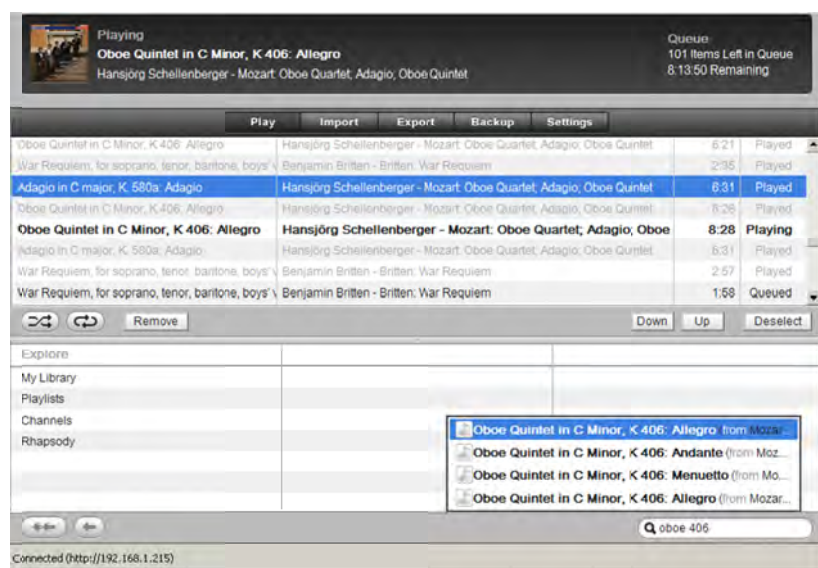 Playing
Oboe Quintet in C Minor, K 406: Allegro
Hansjörg Schellenberger - Mozart: Oboe Quartet; Adagio; Oboe Quintet
Queue
101 Items Left in Queue
8:13:50 Remaining
Play Import Export Backup Settings
Oboe Quintet in C Minor, K 406: Allegro Hansjörg Schellenberger - Mozart: Oboe Quartet; Adagio; Oboe Quintet 6:21 Played
War Requiem, for soprano, tenor, baritone, boys' v Benjamin Britten - Britten: War Requiem 2:35 Played
Adagio in C major, K. 580a: Adagio Hansjörg Schellenberger - Mozart: Oboe Quartet; Adagio; Oboe Quintet 6:31 Played
Oboe Quintet in C Minor, K 406: Allegro Hansjörg Schellenberger - Mozart: Oboe Quartet; Adagio; Oboe Quintet 8:28 Played
Oboe Quintet in C Minor, K 406: Allegro Hansjörg Schellenberger - Mozart: Oboe Quartet; Adagio; Oboe 8:28 Playing
Adagio in C major, K. 580a: Adagio Hansjörg Schellenberger - Mozart: Oboe Quartet; Adagio; Oboe Quintet 6:31 Played
War Requiem, for soprano, tenor, baritone, boys' v Benjamin Britten - Britten: War Requiem 2:57 Played
War Requiem, for soprano, tenor, baritone, boys' v Benjamin Britten - Britten: War Requiem 1:58 Queued
Remove Down Up Deselect
Explore
My Library
Playlists
Channels
Rhapsody
Oboe Quintet in C Minor, K 406: Allegro (from Mozar...
Oboe Quintet in C Minor, K 406: Andante (from Moz...
Oboe Quintet in C Minor, K 406: Menuetto (from Mo...
Oboe Quintet in C Minor, K 406: Allegro (from Mozar...
oboe 406
Connected (http://192.168.1.215)